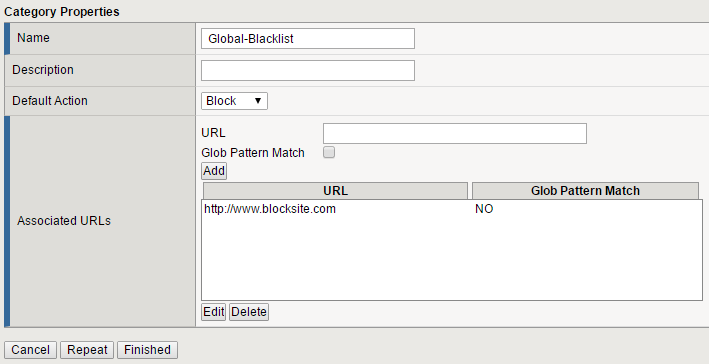 Category Properties
Name
Global-Blacklist
Description
Default Action
Block
Associated URLs
URL
Glob Pattern Match
Add
URL Glob Pattern Match
http://www.blocksite.com NO
Edit Delete
Cancel Repeat Finished